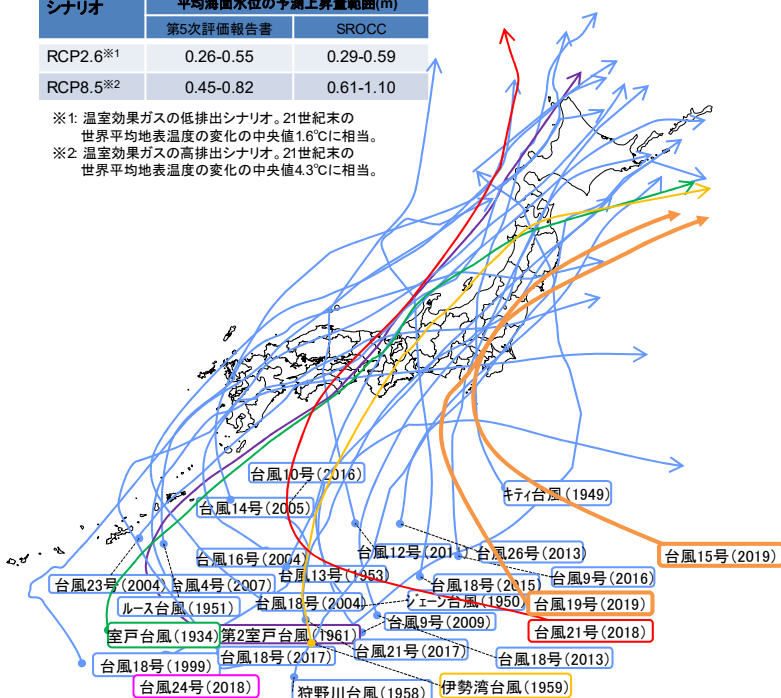 シナリオ
平均海面水位の予測上昇量範囲(m)
第5次評価報告書 SROCC
RCP2.6※1 0.26-0.55 0.29-0.59
RCP8.5※2 0.45-0.82 0.61-1.10
※1: 温室効果ガスの低排出シナリオ。21世紀末の
世界平均地表温度の変化の中央値1.6℃に相当。
※2: 温室効果ガスの高排出シナリオ。21世紀末の
世界平均地表温度の変化の中央値4.3℃に相当。
台風10号(2016)
キティ台風(1949)
台風14号(2005)
台風12号(201
台風26号(2013)
台風15号(2019)
台風16号(2004)
台風13号(1953)
台風9号(2016)
台風23号(2004)
台風4号(2007)
台風18号(2015)
ルース台風(1951)
台風18号(2004)
ジェーン台風(1950)
台風19号(2019)
台風9号(2009)
室戸台風(1934)
第2室戸台風(1961)
台風21号(2018)
台風18号(1999)
台風18号(2017)
台風21号(2017)
台風18号(2013)
台風24号(2018)
狩野川台風(1958)
伊勢湾台風(1959)